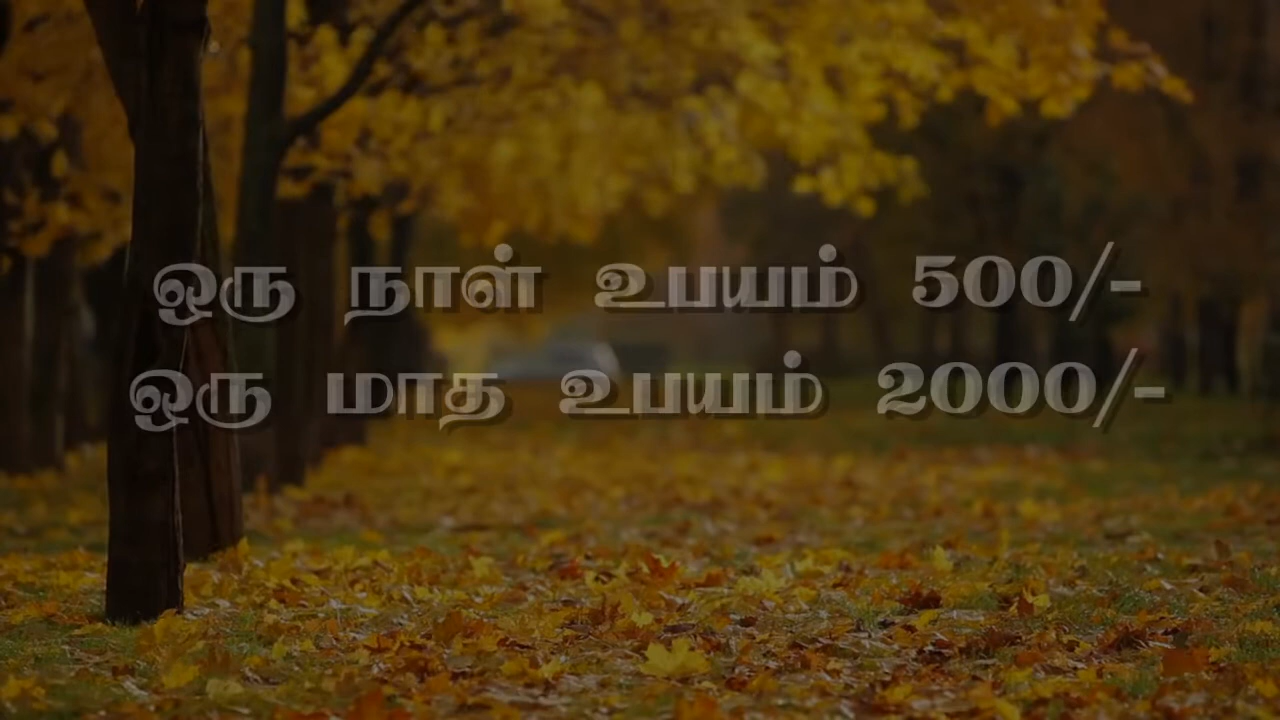 ஒரு நாள் உபயம் 500/-
ஒரு மாத உபயம் 2000/-